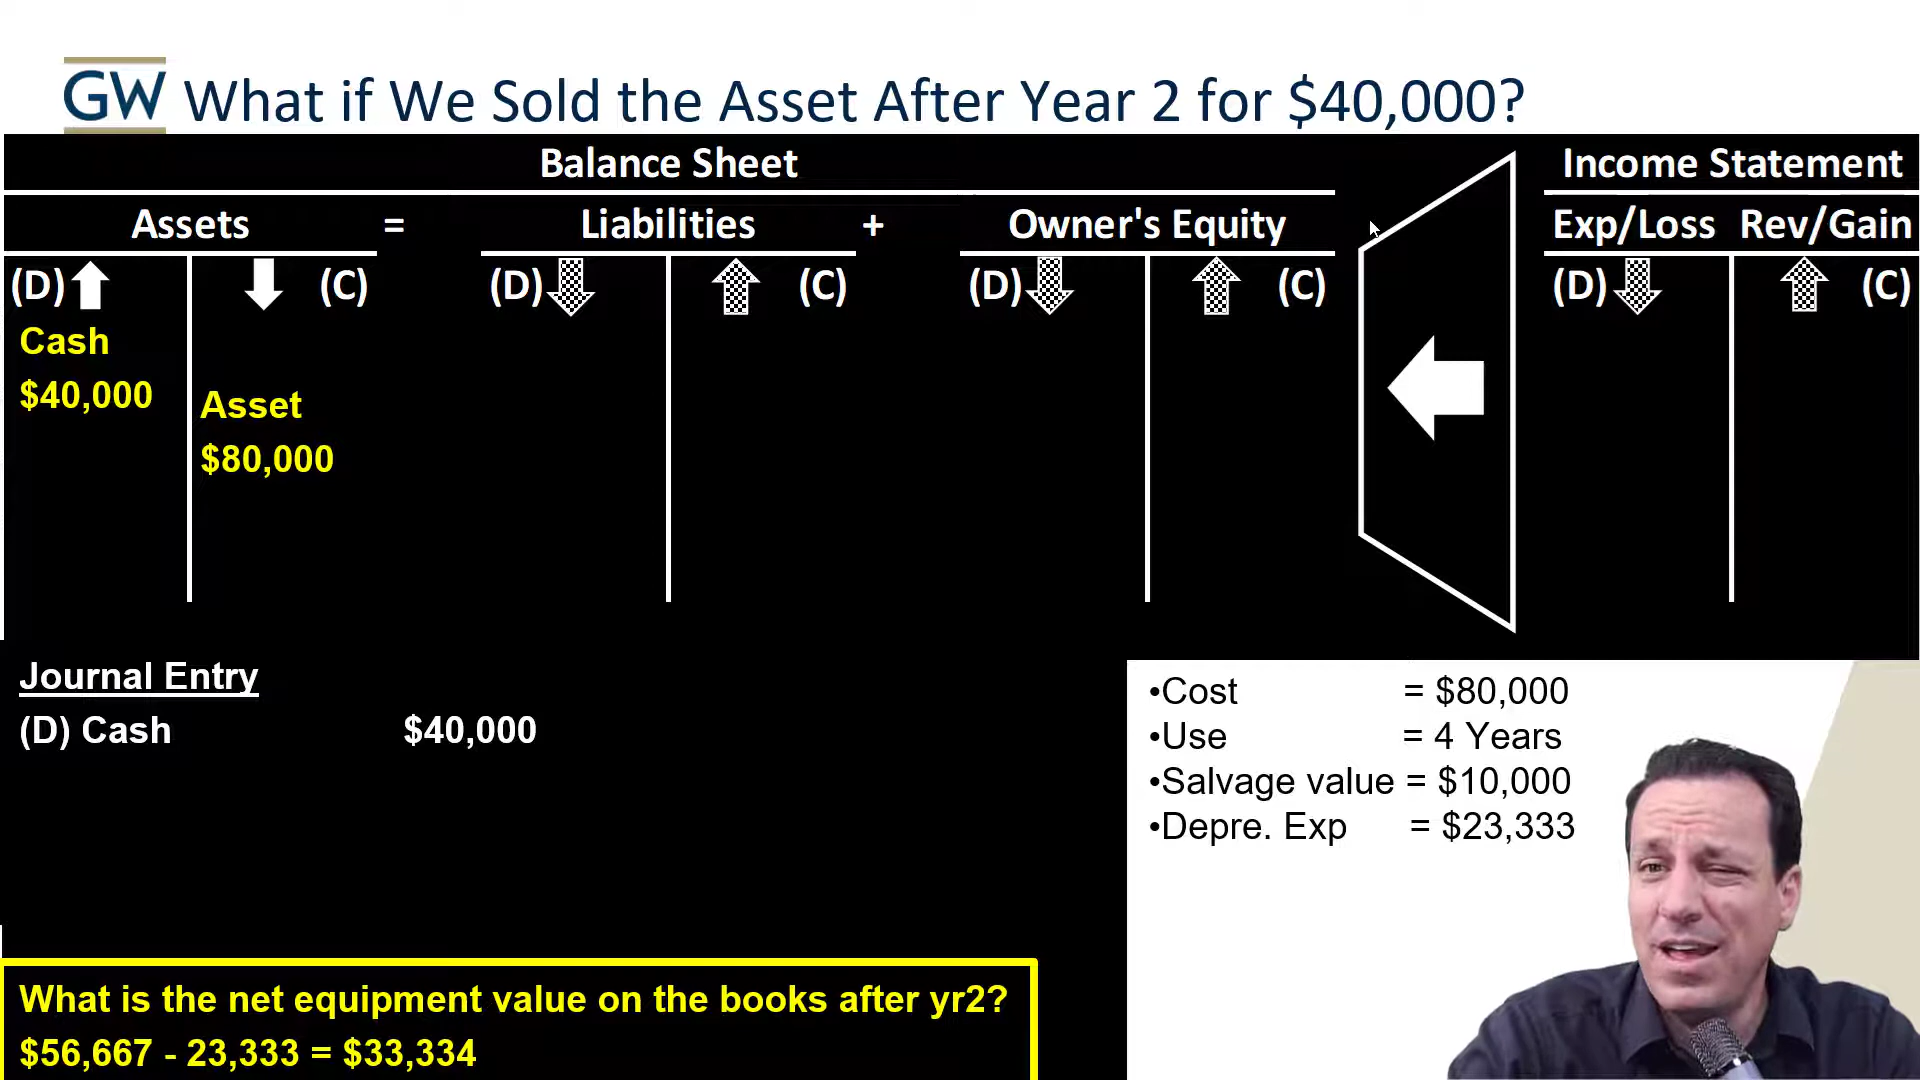 GW What if We Sold the Asset After Year 2 for $40,000?
Balance Sheet
Income Statement
Assets = Liabilities + Owner's Equity
Exp/Loss Rev/Gain
(D) (C) (D) (C) (D) (C) (D) (C)
Cash
$40,000
Asset
$80,000
Journal Entry
(D) Cash $40,000
•Cost = $80,000
•Use = 4 Years
•Salvage value = $10,000
•Depre. Exp = $23,333
What is the net equipment value on the books after yr2?
$56,667 - 23,333 = $33,334